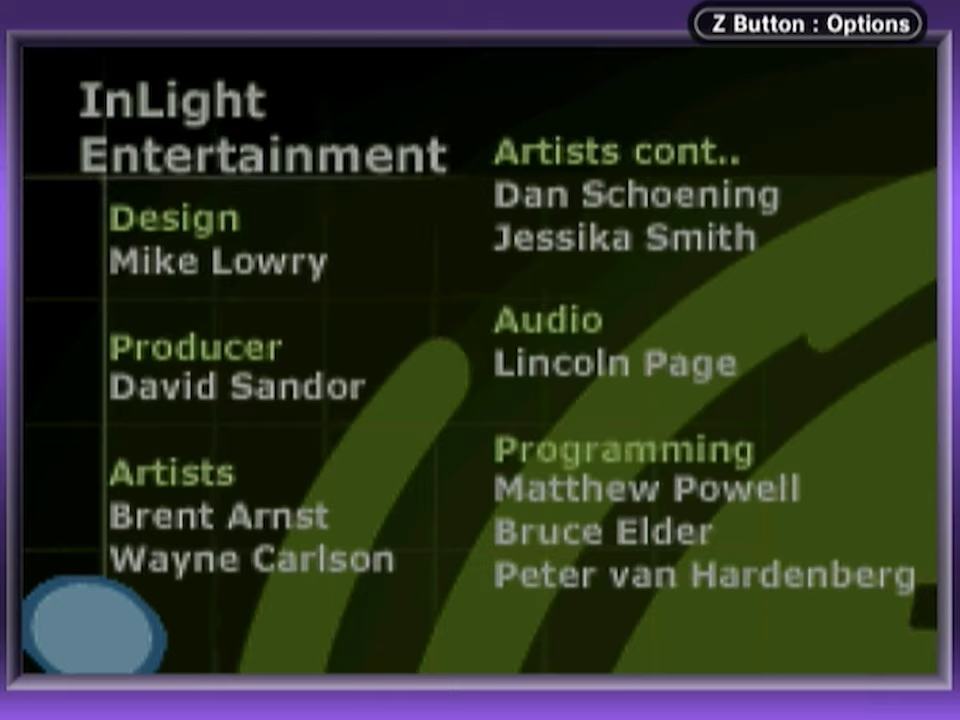 Z Button : Options
InLight
Entertainment
Design
Mike Lowry
Producer
David Sandor
Artists
Brent Arnst
Wayne Carlson
Artists cont..
Dan Schoening
Jessika Smith
Audio
Lincoln Page
Programming
Matthew Powell
Bruce Elder
Peter van Hardenberg